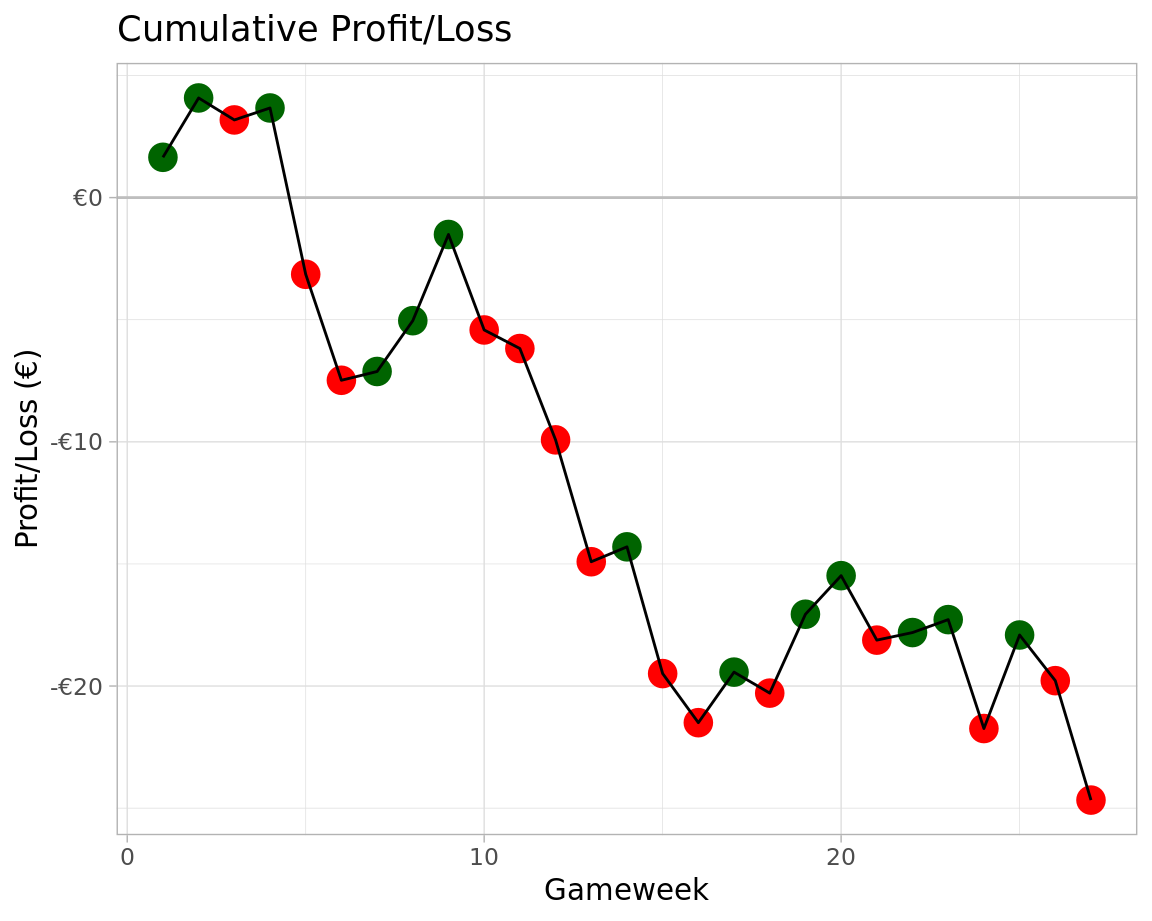 Cumulative Profit/Loss
Profit/Loss (€)
€0
-€10
-€20
0 10 20
Gameweek